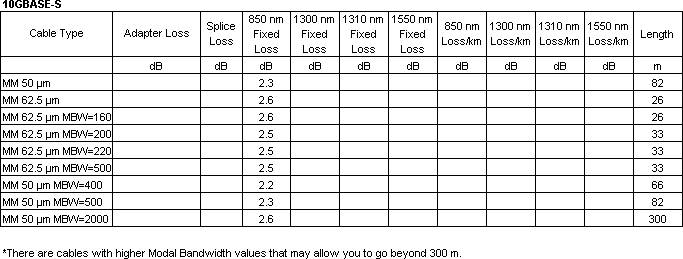 10GBASE-S
Cable Type Adapter Loss Splice Loss 850 nm Fixed Loss 1300 nm Fixed Loss 1310 nm Fixed Loss 1550 nm Fixed Loss 850 nm Loss/km 1300 nm Loss/km 1310 nm Loss/km 1550 nm Loss/km Length
dB dB dB dB dB dB dB dB dB dB m
MM 50 µm 2.3 82
MM 62.5 µm 2.6 26
MM 62.5 µm MBW=160 2.6 26
MM 62.5 µm MBW=200 2.5 33
MM 62.5 µm MBW=220 2.5 33
MM 62.5 µm MBW=500 2.5 33
MM 50 µm MBW=400 2.2 66
MM 50 µm MBW=500 2.3 82
MM 50 µm MBW=2000 2.6 300
*There are cables with higher Modal Bandwidth values that may allow you to go beyond 300 m.